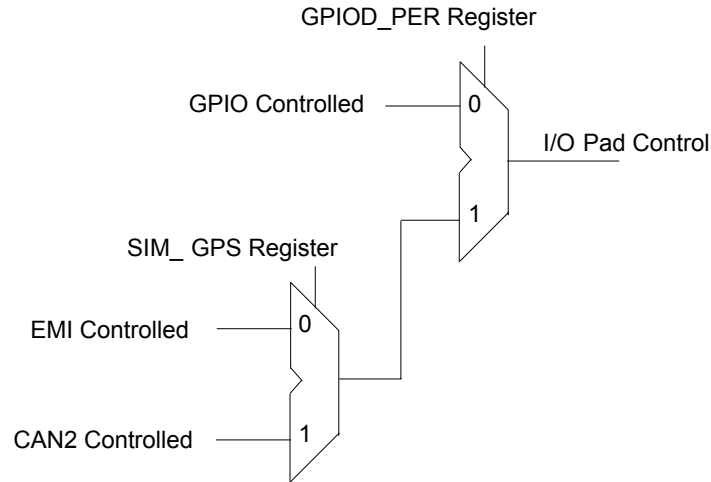 GPIOD_PER Register
GPIO Controlled
0
I/O Pad Control
1
SIM_ GPS Register
EMI Controlled
0
CAN2 Controlled
1